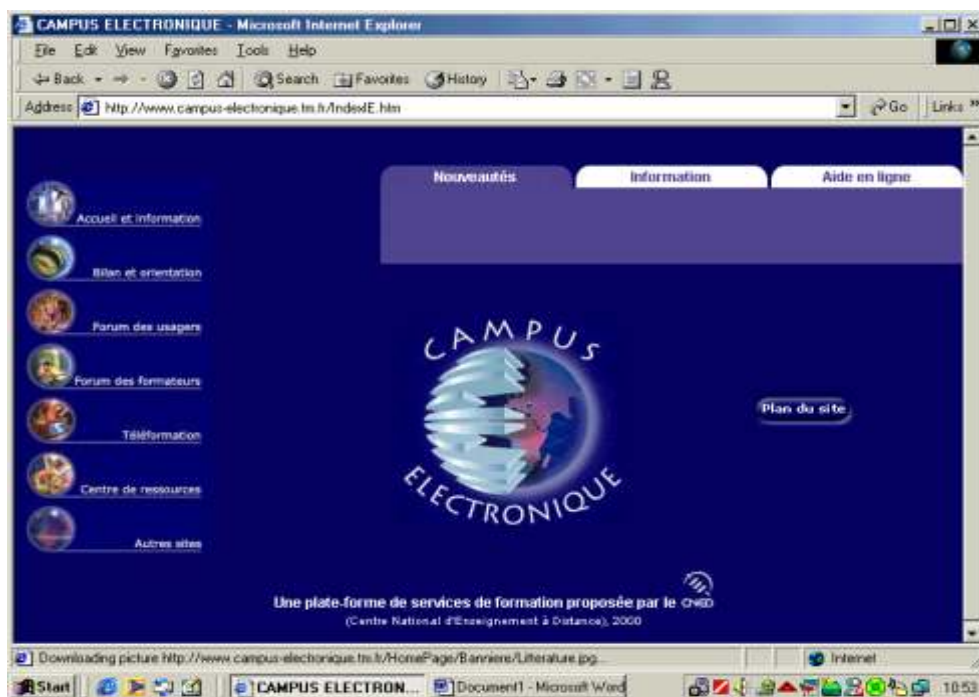 CAMPUS ELECTRONIQUE - Microsoft Internet Explorer
File Edit View Favorites Tools Help
Back Search Favorites History
Address http://www.campus-electronique.tm.fr/IndexIE.htm Go Links »
Nouveautés Information Aide en ligne
Accueil et information
Bilan et orientation
Forum des usagers
Forum des formateurs
Téléformation
Centre de ressources
Autres sites
CAMPUS
ELECTRONIQUE
Plan du site
Une plate-forme de services de formation proposée par le CNED
(Centre National d'Enseignement à Distance), 2000
Downloading picture http://www.campus-electronique.tm.fr/HomePage/Banniere/Litterature.jpg... Internet
Start CAMPUS ELECTRON... Document1 - Microsoft Word